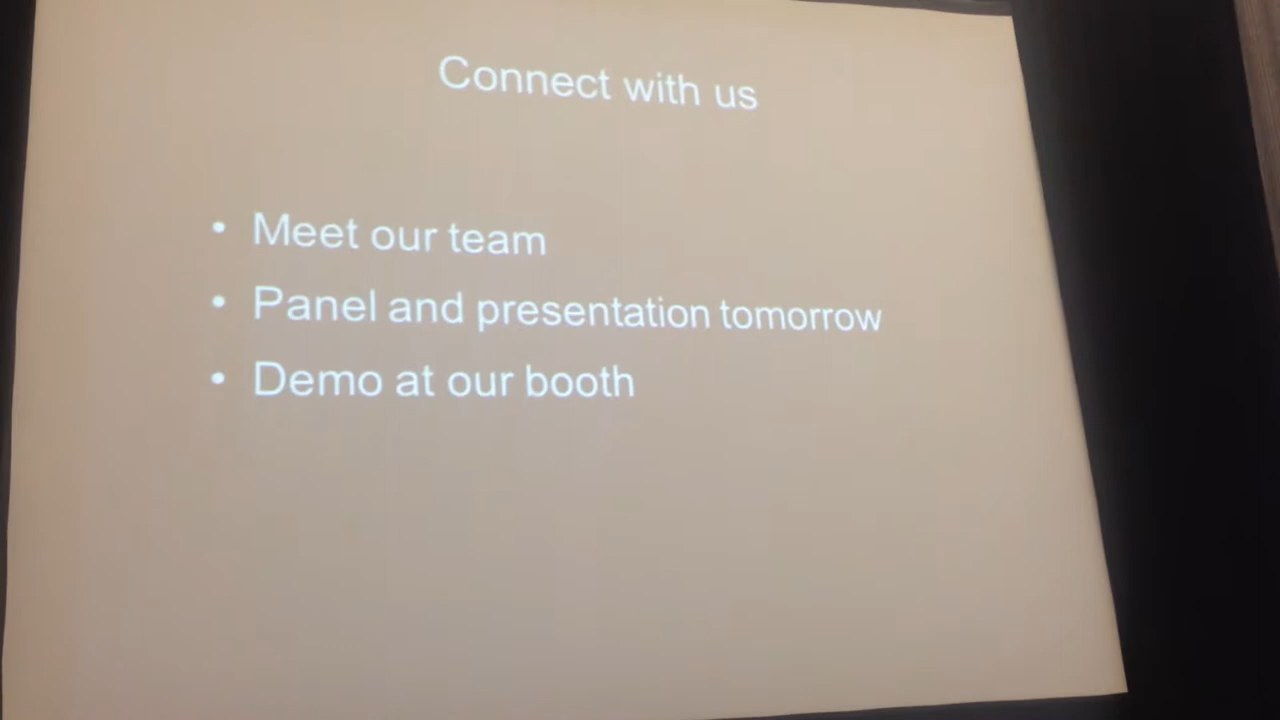 Connect with us
• Meet our team
• Panel and presentation tomorrow
• Demo at our booth